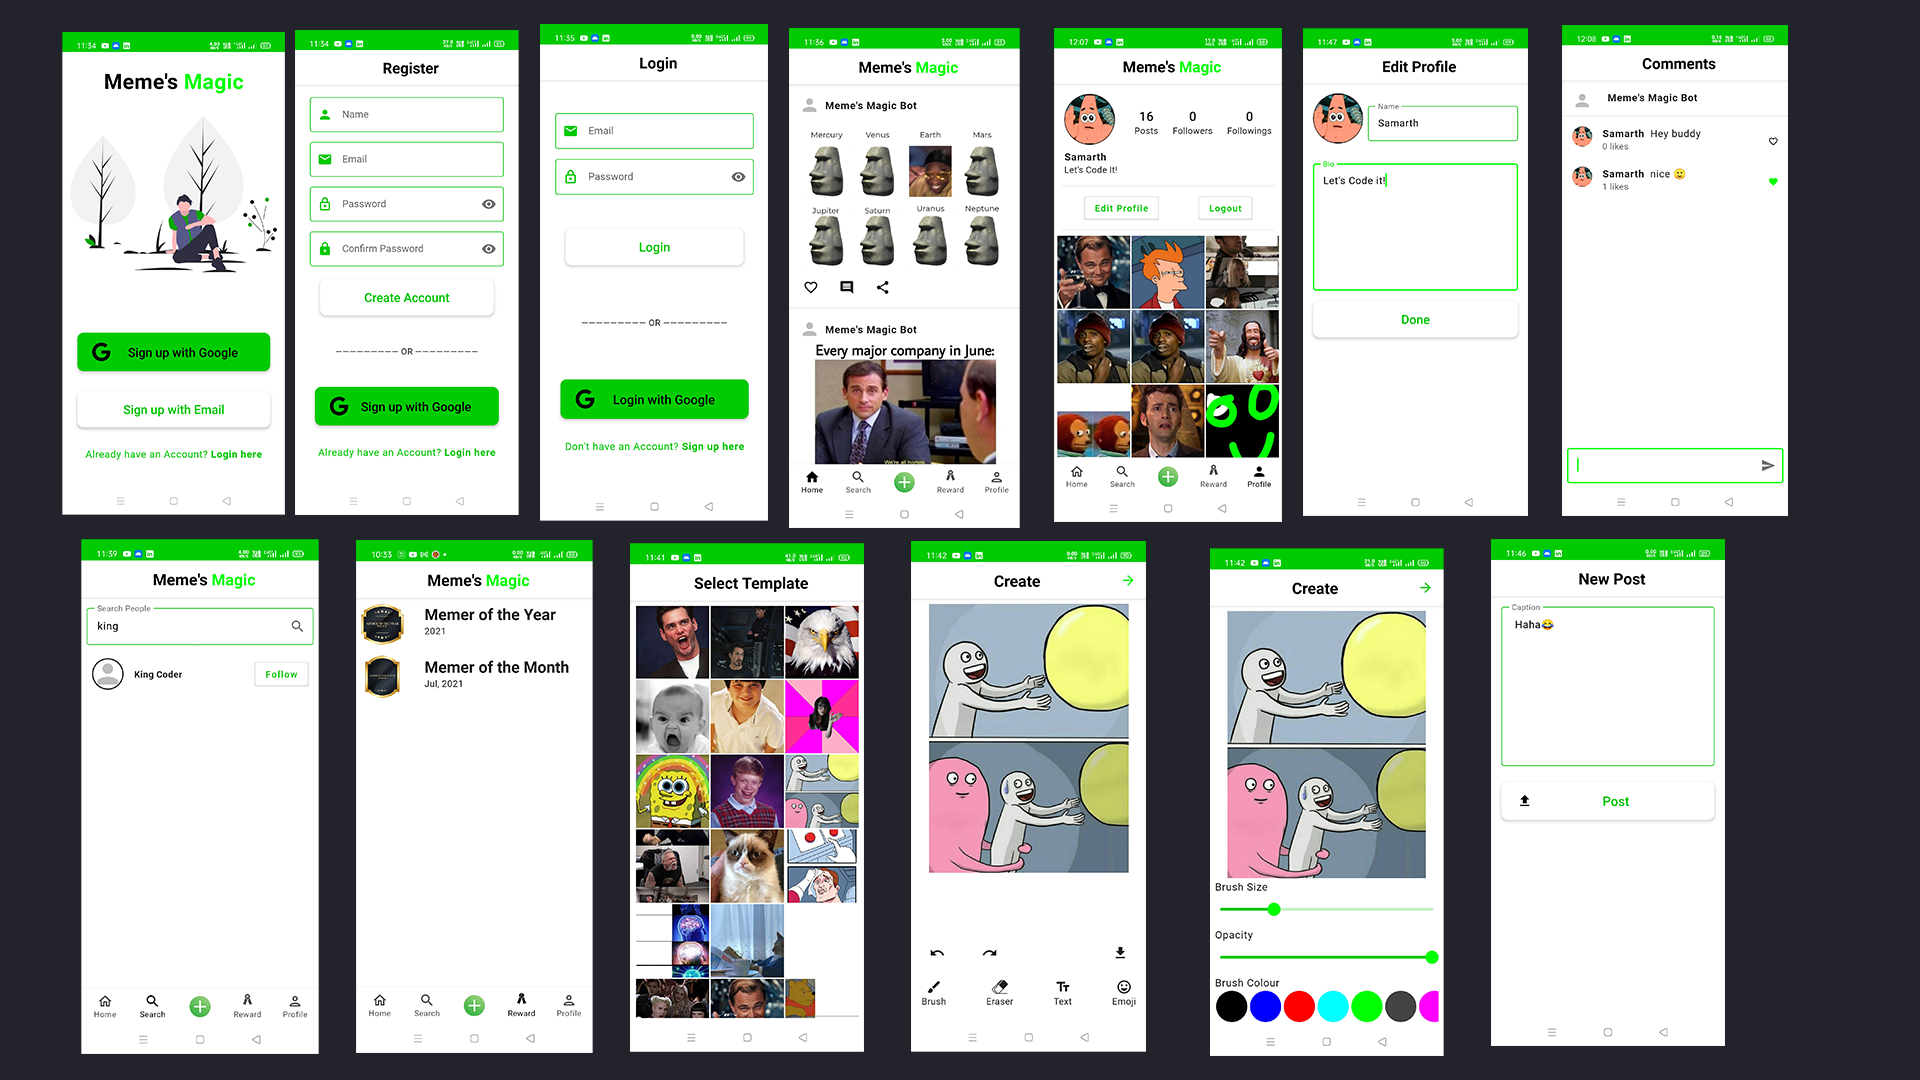 11:34
Meme's Magic
Sign up with Google
Sign up with Email
Already have an Account? Login here
11:34
Register
Name
Email
Password
Confirm Password
Create Account
--------- OR ---------
Sign up with Google
Already have an Account? Login here
11:35
Login
Email
Password
Login
--------- OR ---------
Login with Google
Don't have an Account? Sign up here
11:36
Meme's Magic
Meme's Magic Bot
Mercury Venus Earth Mars
Jupiter Saturn Uranus Neptune
Meme's Magic Bot
Every major company in June:
We're all homos
Home Search Reward Profile
12:07
Meme's Magic
16 0 0
Posts Followers Followings
Samarth
Let's Code It!
Edit Profile Logout
Home Search Reward Profile
11:47
Edit Profile
Name
Samarth
Bio
Let's Code it!
Done
12:08
Comments
Meme's Magic Bot
Samarth Hey buddy
0 likes
Samarth nice 🙂
1 likes
11:39
Meme's Magic
Search People
king
King Coder Follow
Home Search Reward Profile
10:33
Meme's Magic
Memer of the Year
2021
Memer of the Month
Jul, 2021
Home Search Reward Profile
11:41
Select Template
11:42
Create
Brush Eraser Text Emoji
11:42
Create
Brush Size
Opacity
Brush Colour
11:46
New Post
Caption
Haha😂
Post